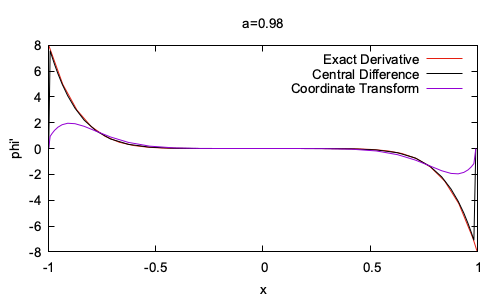 a=0.98
Exact Derivative
Central Difference
Coordinate Transform
8
6
4
2
0
-2
-4
-6
-8
phi'
-1
-0.5
0
0.5
1
x